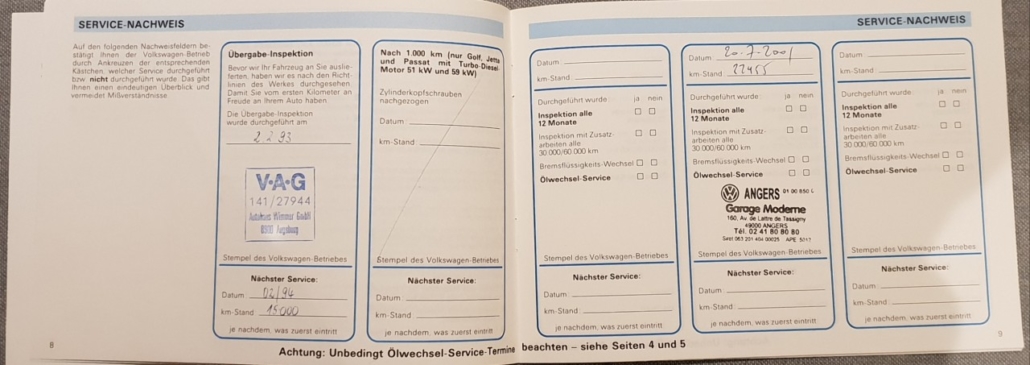 SERVICE-NACHWEIS
Auf den folgenden Nachweisfeldern be-
stätigt Ihnen der Volkswagen-Betrieb
durch Ankreuzen der entsprechenden
Kästchen, welcher Service durchgeführt
bzw. nicht durchgeführt wurde. Das gibt
Ihnen einen eindeutigen Überblick und
vermeidet Mißverständnisse.
Übergabe-Inspektion
Bevor wir Ihr Fahrzeug an Sie auslie-
ferten, haben wir es nach den Richt-
linien des Werkes durchgesehen.
Damit Sie vom ersten Kilometer an
Freude an Ihrem Auto haben.
Die Übergabe-Inspektion
wurde durchgeführt am
2.2.93
V·A·G
141/27944
Autohaus Wimmer GmbH
Augsburg
Stempel des Volkswagen-Betriebes
Nächster Service:
Datum 02/94
km-Stand 15000
je nachdem, was zuerst eintritt
8
Nach 1.000 km (nur Golf, Jetta
und Passat mit Turbo-Diesel-
Motor 51 kW und 59 kW)
Zylinderkopfschrauben
nachgezogen
Datum
km-Stand
Stempel des Volkswagen-Betriebes
Nächster Service:
Datum:
km-Stand
je nachdem, was zuerst eintritt
SERVICE-NACHWEIS
Datum:
km-Stand:
Durchgeführt wurde: ja nein
Inspektion alle
12 Monate
Inspektion mit Zusatz-
arbeiten alle
30 000/60 000 km
Bremsflüssigkeits-Wechsel
Ölwechsel-Service
Stempel des Volkswagen-Betriebes
Nächster Service:
Datum:
km-Stand:
je nachdem, was zuerst eintritt
Datum: 20.7.2001
km-Stand: 22455
Durchgeführt wurde: ja nein
Inspektion alle
12 Monate
Inspektion mit Zusatz-
arbeiten alle
30 000/60 000 km
Bremsflüssigkeits-Wechsel
Ölwechsel-Service
ANGERS
Garage Moderne
160, Av. de Lattre de Tassigny
49000 ANGERS
Tél. 02 41 80 80 80
Stempel des Volkswagen-Betriebes
Nächster Service:
Datum:
km-Stand:
je nachdem, was zuerst eintritt
Datum:
km-Stand:
Durchgeführt wurde: ja nein
Inspektion alle
12 Monate
Inspektion mit Zusatz-
arbeiten alle
30 000/60 000 km
Bremsflüssigkeits-Wechsel
Ölwechsel-Service
Stempel des Volkswagen-Betriebes
Nächster Service:
Datum:
km-Stand:
je nachdem, was zuerst eintritt
9
Achtung: Unbedingt Ölwechsel-Service-Termine beachten – siehe Seiten 4 und 5